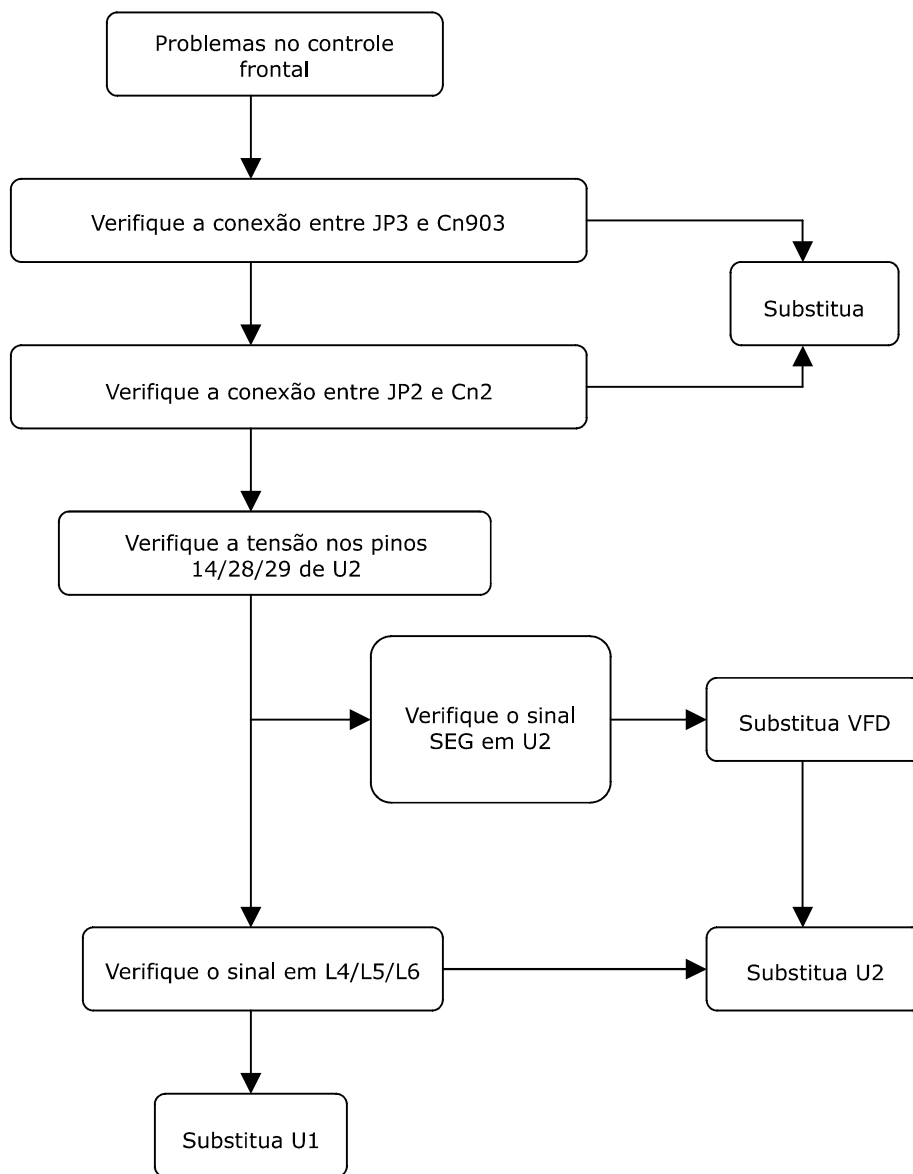 Problemas no controle
frontal
Verifique a conexão entre JP3 e Cn903
Substitua
Verifique a conexão entre JP2 e Cn2
Verifique a tensão nos pinos
14/28/29 de U2
Verifique o sinal
SEG em U2
Substitua VFD
Verifique o sinal em L4/L5/L6
Substitua U2
Substitua U1